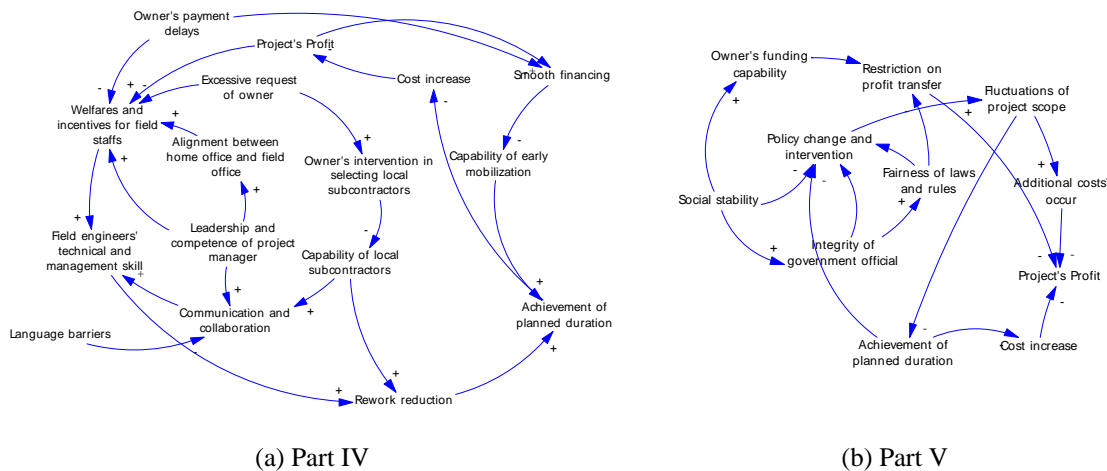 Owner's payment
delays
Project's Profit
Cost increase
Smooth financing
Excessive request
of owner
Welfares and
incentives for field
staffs
Alignment between
home office and field
office
Owner's intervention in
selecting local
subcontractors
Capability of early
mobilization
Field engineers'
technical and
management skill
Leadership and
competence of project
manager
Capability of local
subcontractors
Communication and
collaboration
Achievement of
planned duration
Language barriers
Rework reduction
(a) Part IV
Owner's funding
capability
Restriction on
profit transfer
Fluctuations of
project scope
Policy change and
intervention
Fairness of laws
and rules
Additional costs'
occur
Social stability
Integrity of
government official
Project's Profit
Achievement of
planned duration
Cost increase
(b) Part V